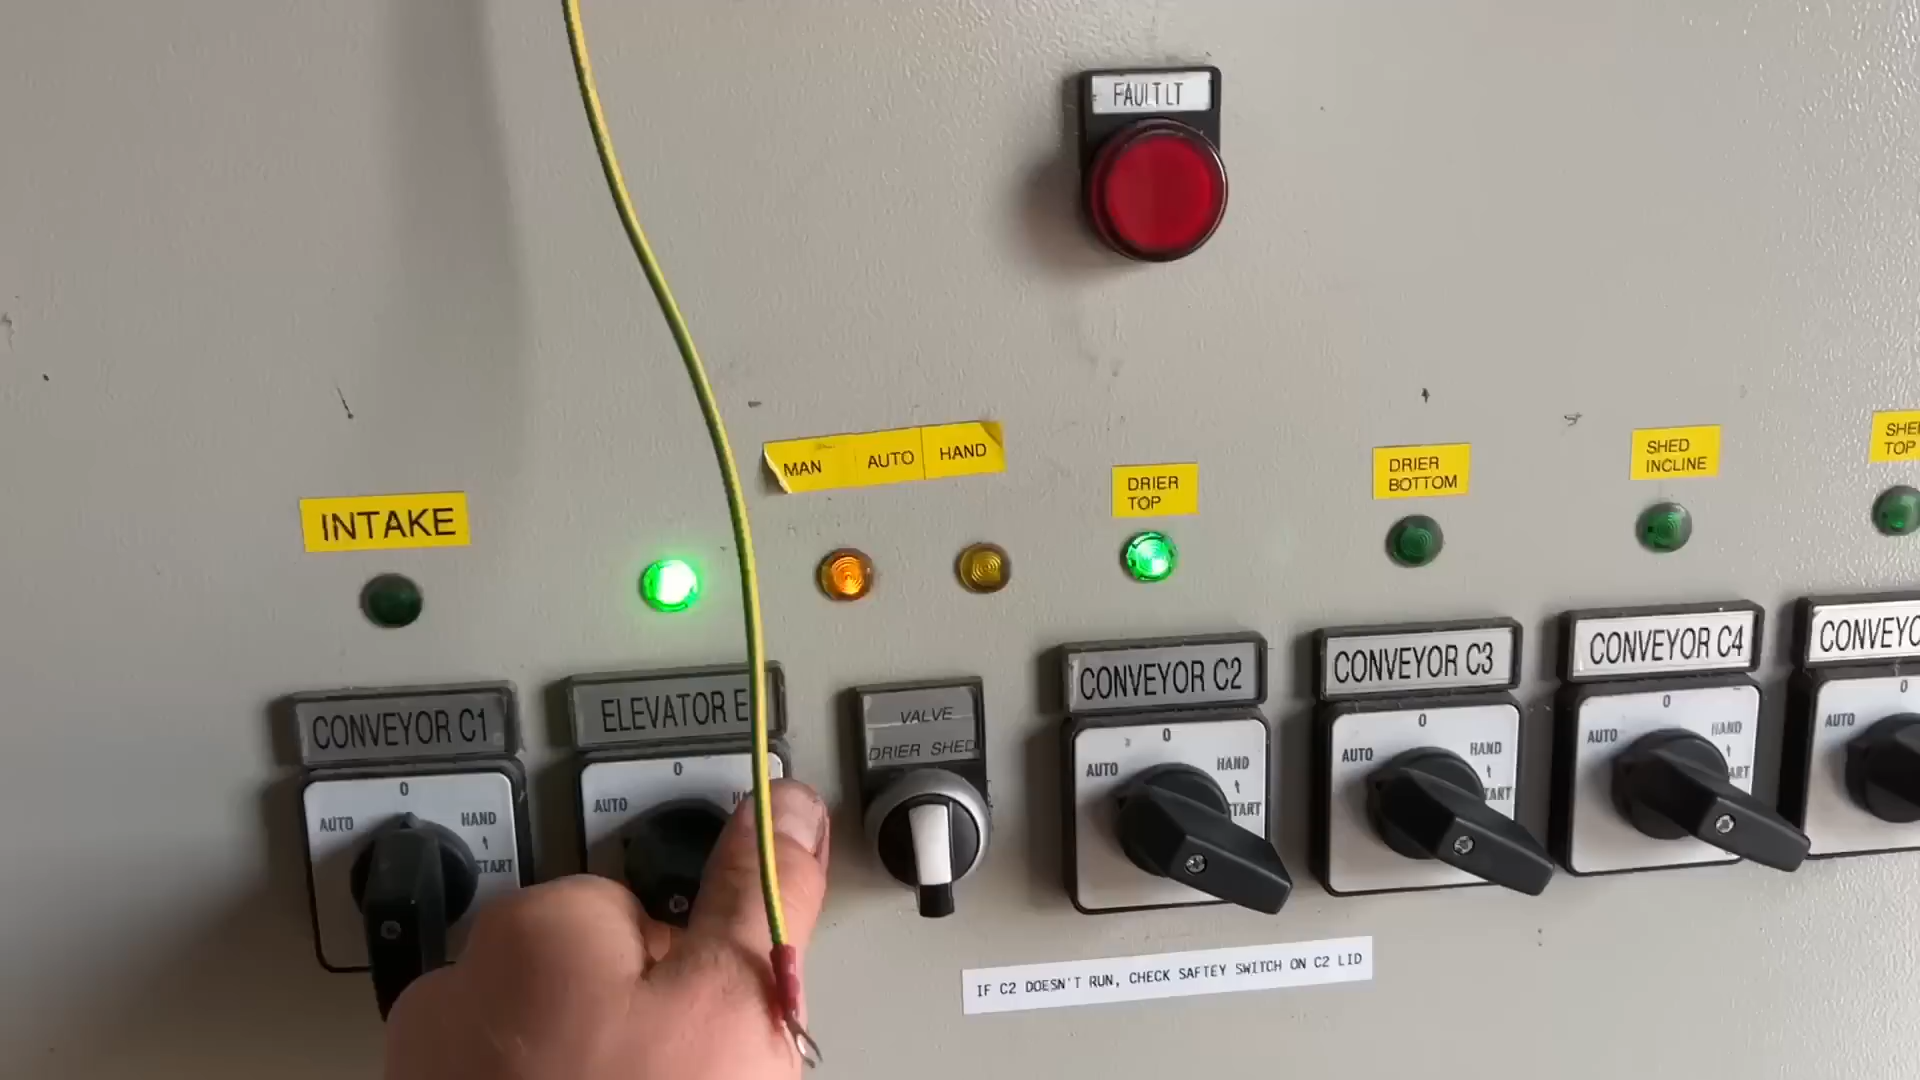 FAULT LT
MAN AUTO HAND
INTAKE
DRIER
TOP
DRIER
BOTTOM
SHED
INCLINE
TOP
CONVEYOR C1
0
AUTO
HAND
START
ELEVATOR
0
AUTO
VALVE
DRIER SHED
CONVEYOR C2
0
AUTO
HAND
START
CONVEYOR C3
0
AUTO
HAND
START
CONVEYOR C4
0
AUTO
HAND
0
AUTO
IF C2 DOESN'T RUN, CHECK SAFTEY SWITCH ON C2 LID